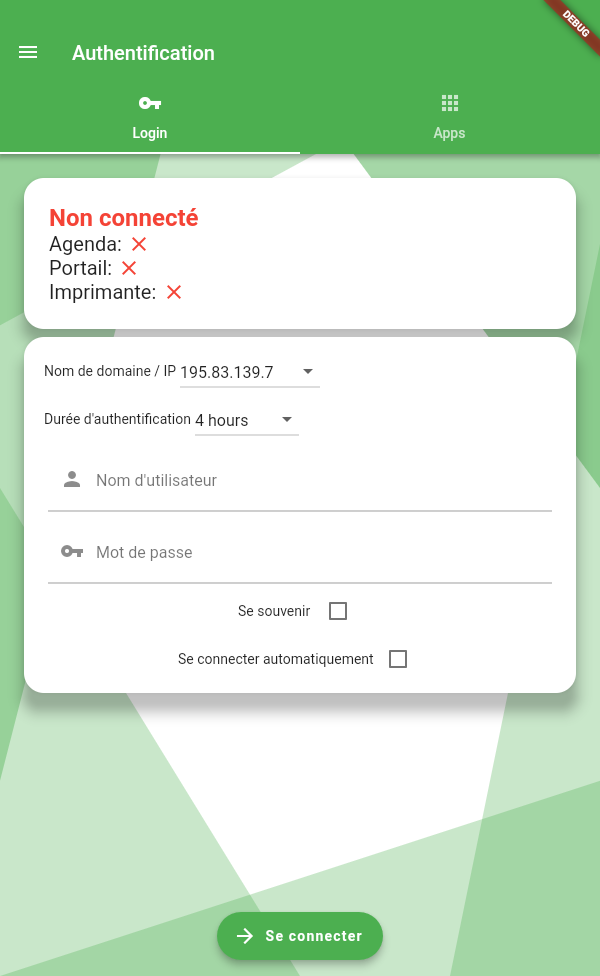 DEBUG
Authentification
Login
Apps
Non connecté
Agenda:
Portail:
Imprimante:
Nom de domaine / IP 195.83.139.7
Durée d'authentification 4 hours
Nom d'utilisateur
Mot de passe
Se souvenir
Se connecter automatiquement
Se connecter